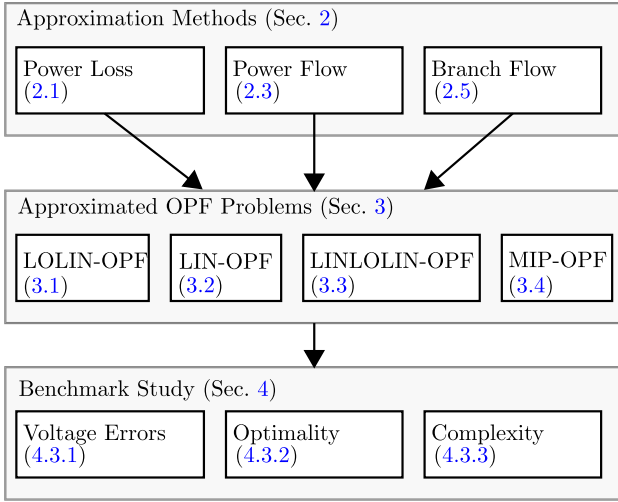 Approximation Methods (Sec. 2)
Power Loss
(2.1)
Power Flow
(2.3)
Branch Flow
(2.5)
Approximated OPF Problems (Sec. 3)
LOLIN-OPF
(3.1)
LIN-OPF
(3.2)
LINLOLIN-OPF
(3.3)
MIP-OPF
(3.4)
Benchmark Study (Sec. 4)
Voltage Errors
(4.3.1)
Optimality
(4.3.2)
Complexity
(4.3.3)